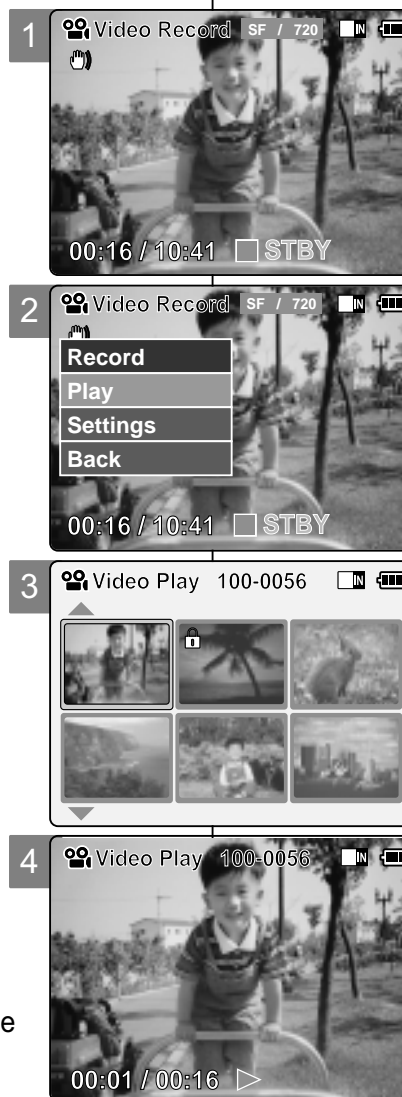 1
Video Record SF / 720 IN
00:16 / 10:41 STBY
2
Video Record SF / 720 IN
Record
Play
Settings
Back
00:16 / 10:41 STBY
3
Video Play 100-0056 IN
4
Video Play 100-0056 IN
e
00:01 / 00:16